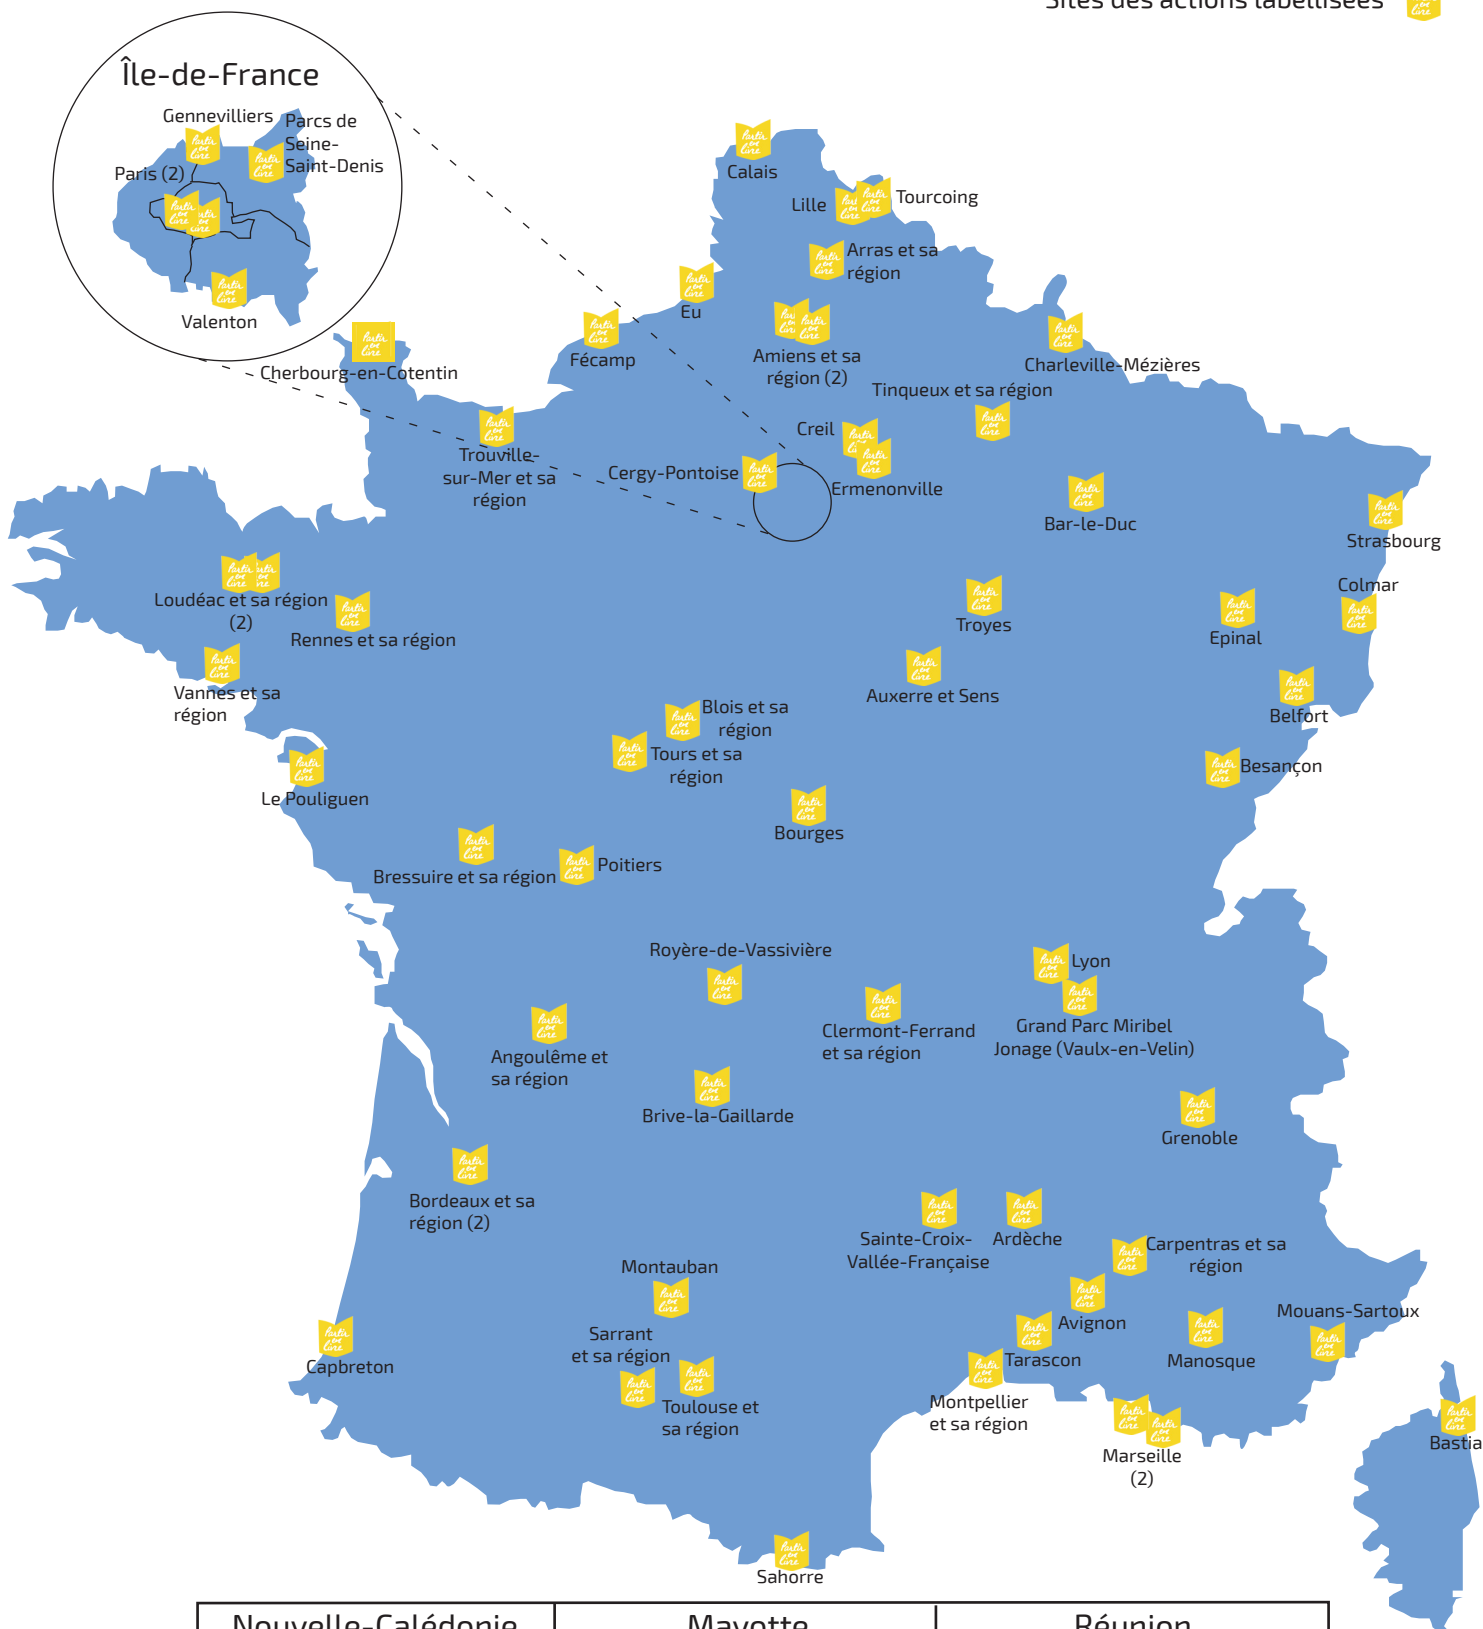 Sites des actions labellisées
Partir en Livre
Île-de-France
Gennevilliers
Parcs de
Seine-
Saint-Denis
Paris (2)
Valenton
Calais
Lille
Tourcoing
Arras et sa
région
Eu
Fécamp
Amiens et sa
région (2)
Charleville-Mézières
Cherbourg-en-Cotentin
Tinqueux et sa région
Trouville-
sur-Mer et sa
région
Creil
Cergy-Pontoise
Ermenonville
Bar-le-Duc
Strasbourg
Colmar
Loudéac et sa région
(2)
Rennes et sa région
Troyes
Epinal
Vannes et sa
région
Auxerre et Sens
Belfort
Blois et sa
région
Tours et sa
région
Besançon
Le Pouliguen
Bourges
Bressuire et sa région
Poitiers
Royère-de-Vassivière
Lyon
Clermont-Ferrand
et sa région
Grand Parc Miribel
Jonage (Vaulx-en-Velin)
Angoulême et
sa région
Brive-la-Gaillarde
Grenoble
Bordeaux et sa
région (2)
Sainte-Croix-
Vallée-Française
Ardèche
Carpentras et sa
région
Montauban
Avignon
Mouans-Sartoux
Sarrant
et sa région
Tarascon
Manosque
Capbreton
Toulouse et
sa région
Montpellier
et sa région
Marseille
(2)
Bastia
Sahorre
Nouvelle-Calédonie
Mayotte
Réunion